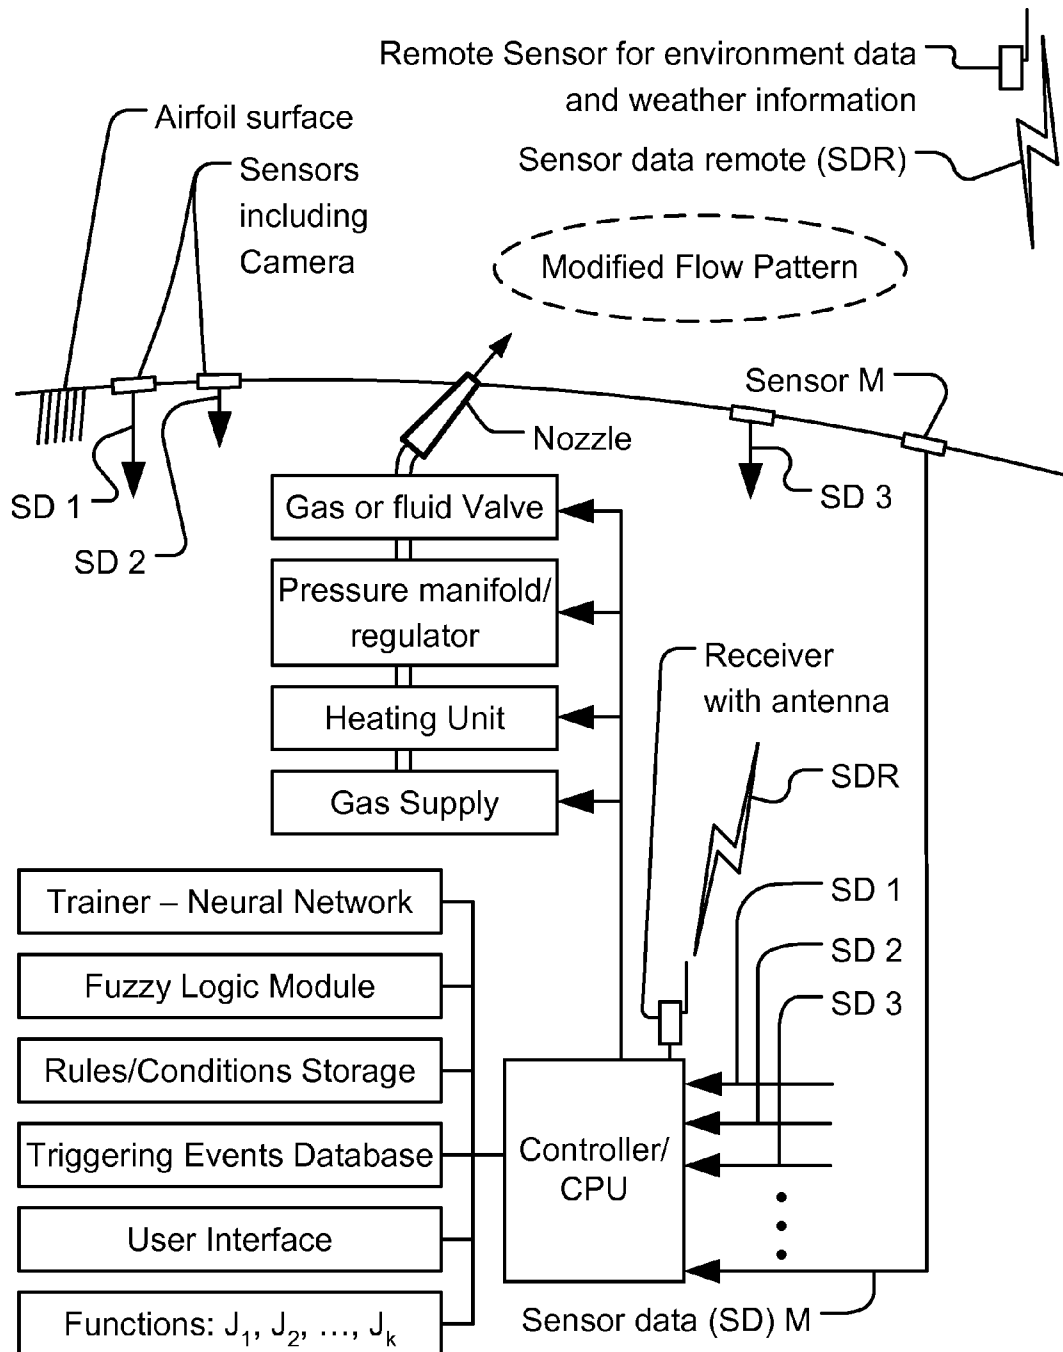 Remote Sensor for environment data
and weather information
Airfoil surface
Sensor data remote (SDR)
Sensors
including
Camera
Modified Flow Pattern
Sensor M
Nozzle
SD 1
SD 2
SD 3
Gas or fluid Valve
Pressure manifold/
regulator
Receiver
with antenna
Heating Unit
SDR
Gas Supply
Trainer – Neural Network
SD 1
SD 2
Fuzzy Logic Module
SD 3
Rules/Conditions Storage
Controller/
CPU
Triggering Events Database
User Interface
Sensor data (SD) M
Functions: J₁, J₂, ..., Jₖ